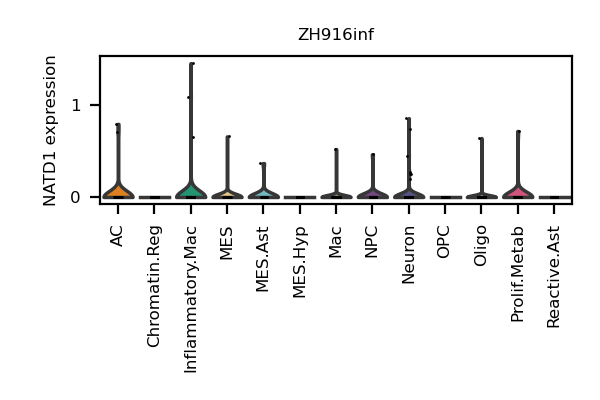 ZH916inf
NATD1 expression
1
0
AC
Chromatin.Reg
Inflammatory.Mac
MES
MES.Ast
MES.Hyp
Mac
NPC
Neuron
OPC
Oligo
Prolif.Metab
Reactive.Ast